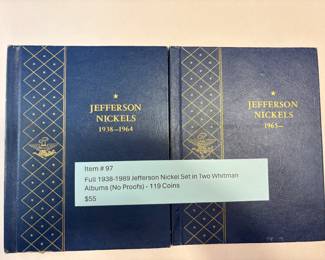 JEFFERSON
NICKELS
1938-1964
JEFFERSON
NICKELS
1965-
Item # 97
Full 1938-1989 Jefferson Nickel Set in Two Whitman
Albums (No Proofs) - 119 Coins
$55